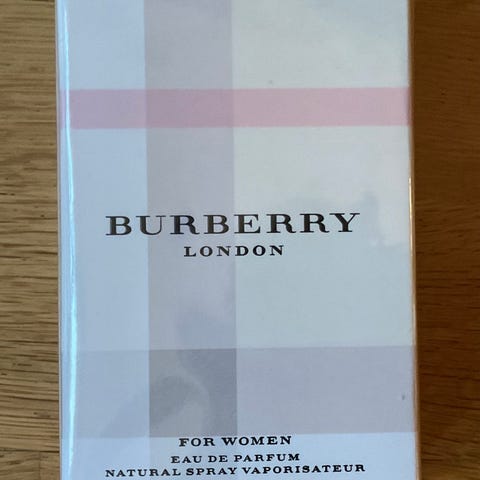 BURBERRY
LONDON
FOR WOMEN
EAU DE PARFUM
NATURAL SPRAY VAPORISATEUR